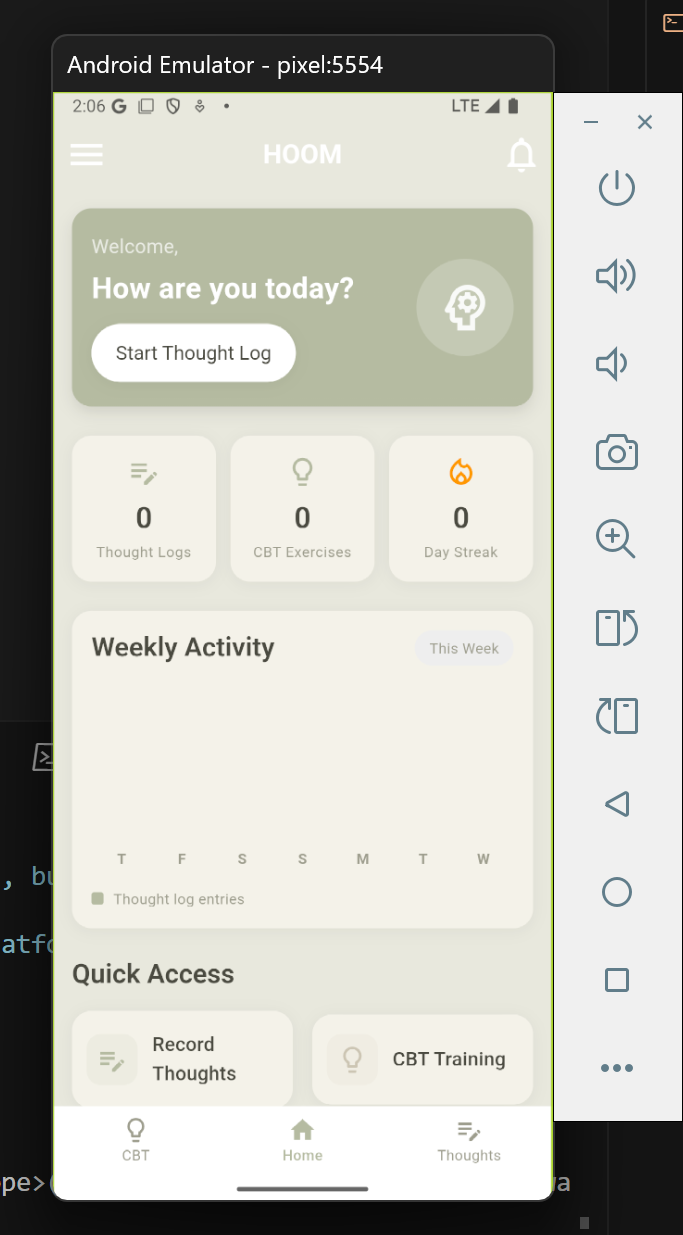 Android Emulator - pixel:5554
2:06
LTE
HOOM
Welcome,
How are you today?
Start Thought Log
0
0
0
Thought Logs
CBT Exercises
Day Streak
Weekly Activity
This Week
T F S S M T W
Thought log entries
Quick Access
Record
Thoughts
CBT Training
CBT
Home
Thoughts
, bu
atfo
pe>